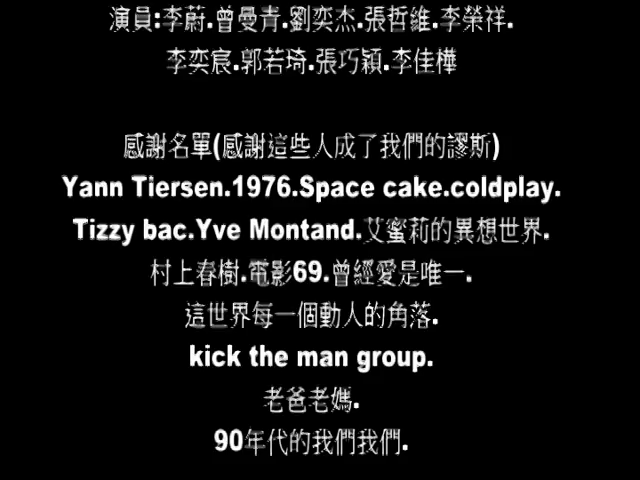 演員:李蔚.曾曼青.劉奕杰.張哲維.李榮祥.
李奕宸.郭若琦.張巧穎.李佳樺
感謝名單(感謝這些人成了我們的謬斯)
Yann Tiersen.1976.Space cake.coldplay.
Tizzy bac.Yve Montand.艾蜜莉的異想世界.
村上春樹.電影69.曾經愛是唯一.
這世界每一個動人的角落.
kick the man group.
老爸老媽.
90年代的我們我們.